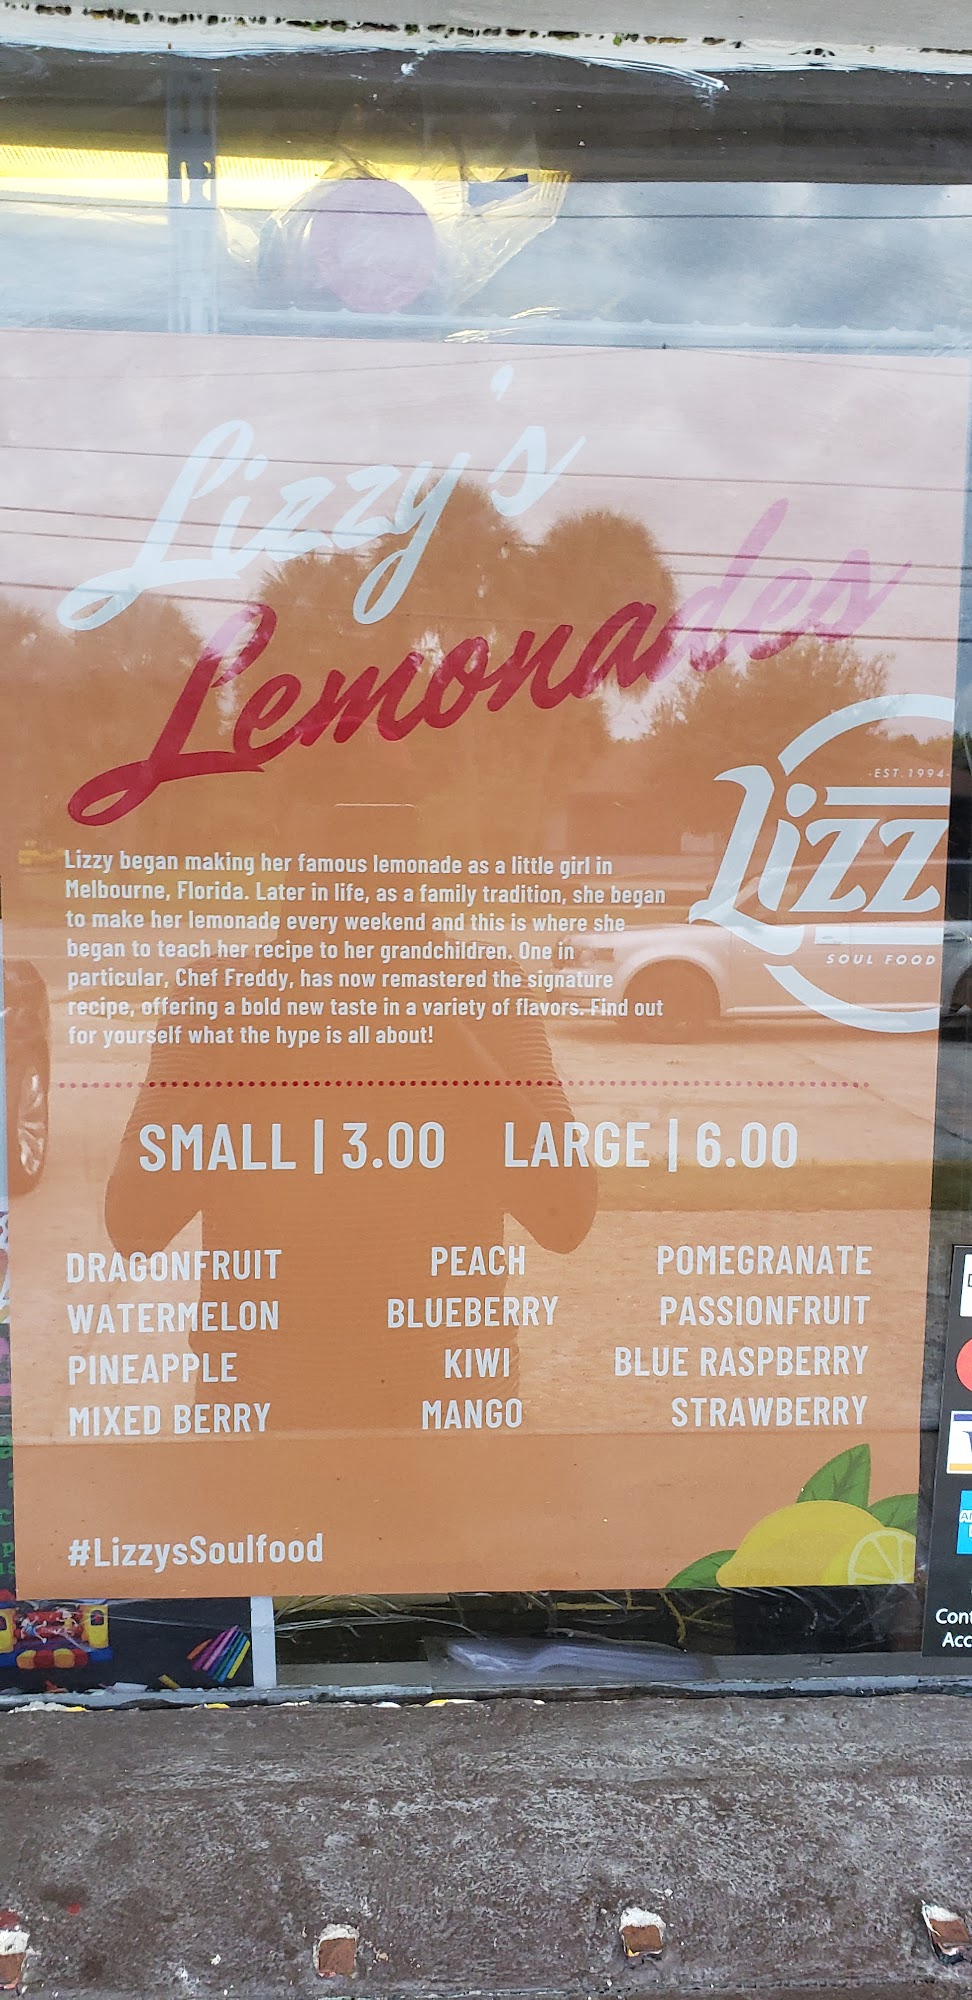 Lizzy's
Lemonades
EST. 1994
Lizz
SOUL FOOD
Lizzy began making her famous lemonade as a little girl in
Melbourne, Florida. Later in life, as a family tradition, she began
to make her lemonade every weekend and this is where she
began to teach her recipe to her grandchildren. One in
particular, Chef Freddy, has now remastered the signature
recipe, offering a bold new taste in a variety of flavors. Find out
for yourself what the hype is all about!
SMALL | 3.00 LARGE | 6.00
DRAGONFRUIT PEACH POMEGRANATE
WATERMELON BLUEBERRY PASSIONFRUIT
PINEAPPLE KIWI BLUE RASPBERRY
MIXED BERRY MANGO STRAWBERRY
#LizzysSoulfood
Cont
Acc